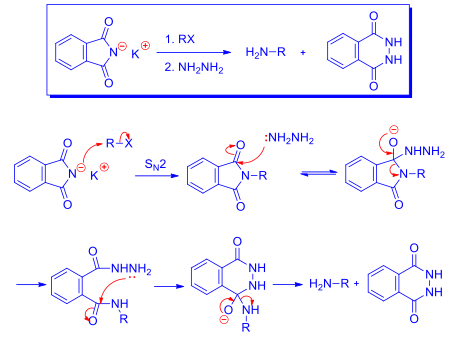 O
O
N ⊖ K ⊕
1. RX
2. NH2NH2
H2N−R
+
O
NH
NH
O
O
N ⊖ K ⊕
O
R−X
SN2
O
N−R
O
:NH2NH2
⊖
O
NHNH2
N−R
O
O
NHNH2
NH
O
R
O
NH
NH
O
NH
⊖
R
H2N−R
+
O
NH
NH
O